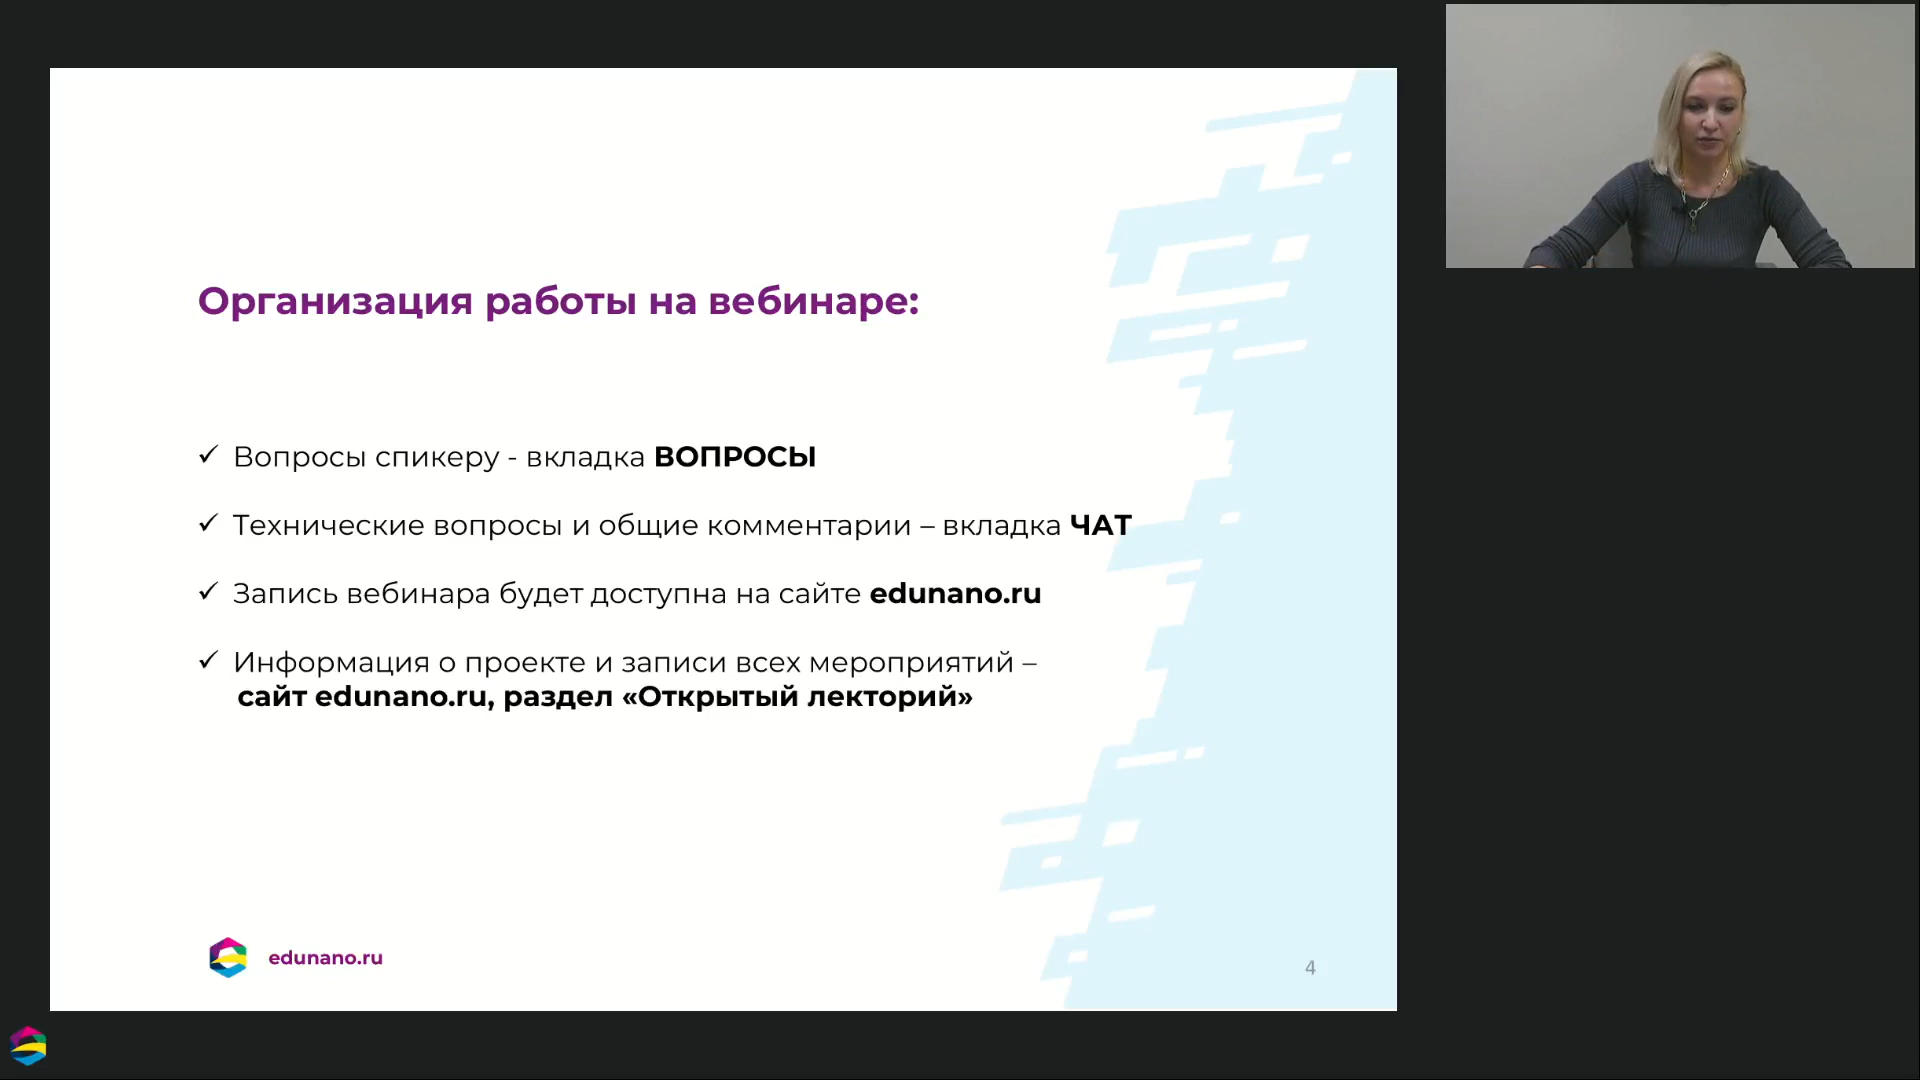 Организация работы на вебинаре:
✓ Вопросы спикеру - вкладка ВОПРОСЫ
✓ Технические вопросы и общие комментарии – вкладка ЧАТ
✓ Запись вебинара будет доступна на сайте edunano.ru
✓ Информация о проекте и записи всех мероприятий –
сайт edunano.ru, раздел «Открытый лекторий»
edunano.ru
4